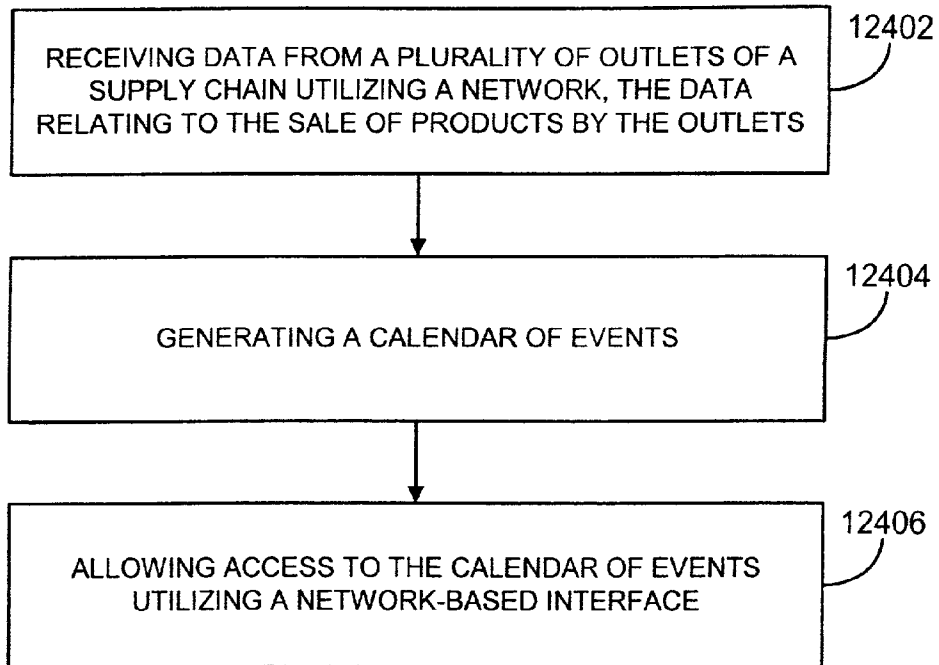 12402
RECEIVING DATA FROM A PLURALITY OF OUTLETS OF A
SUPPLY CHAIN UTILIZING A NETWORK, THE DATA
RELATING TO THE SALE OF PRODUCTS BY THE OUTLETS
12404
GENERATING A CALENDAR OF EVENTS
12406
ALLOWING ACCESS TO THE CALENDAR OF EVENTS
UTILIZING A NETWORK-BASED INTERFACE